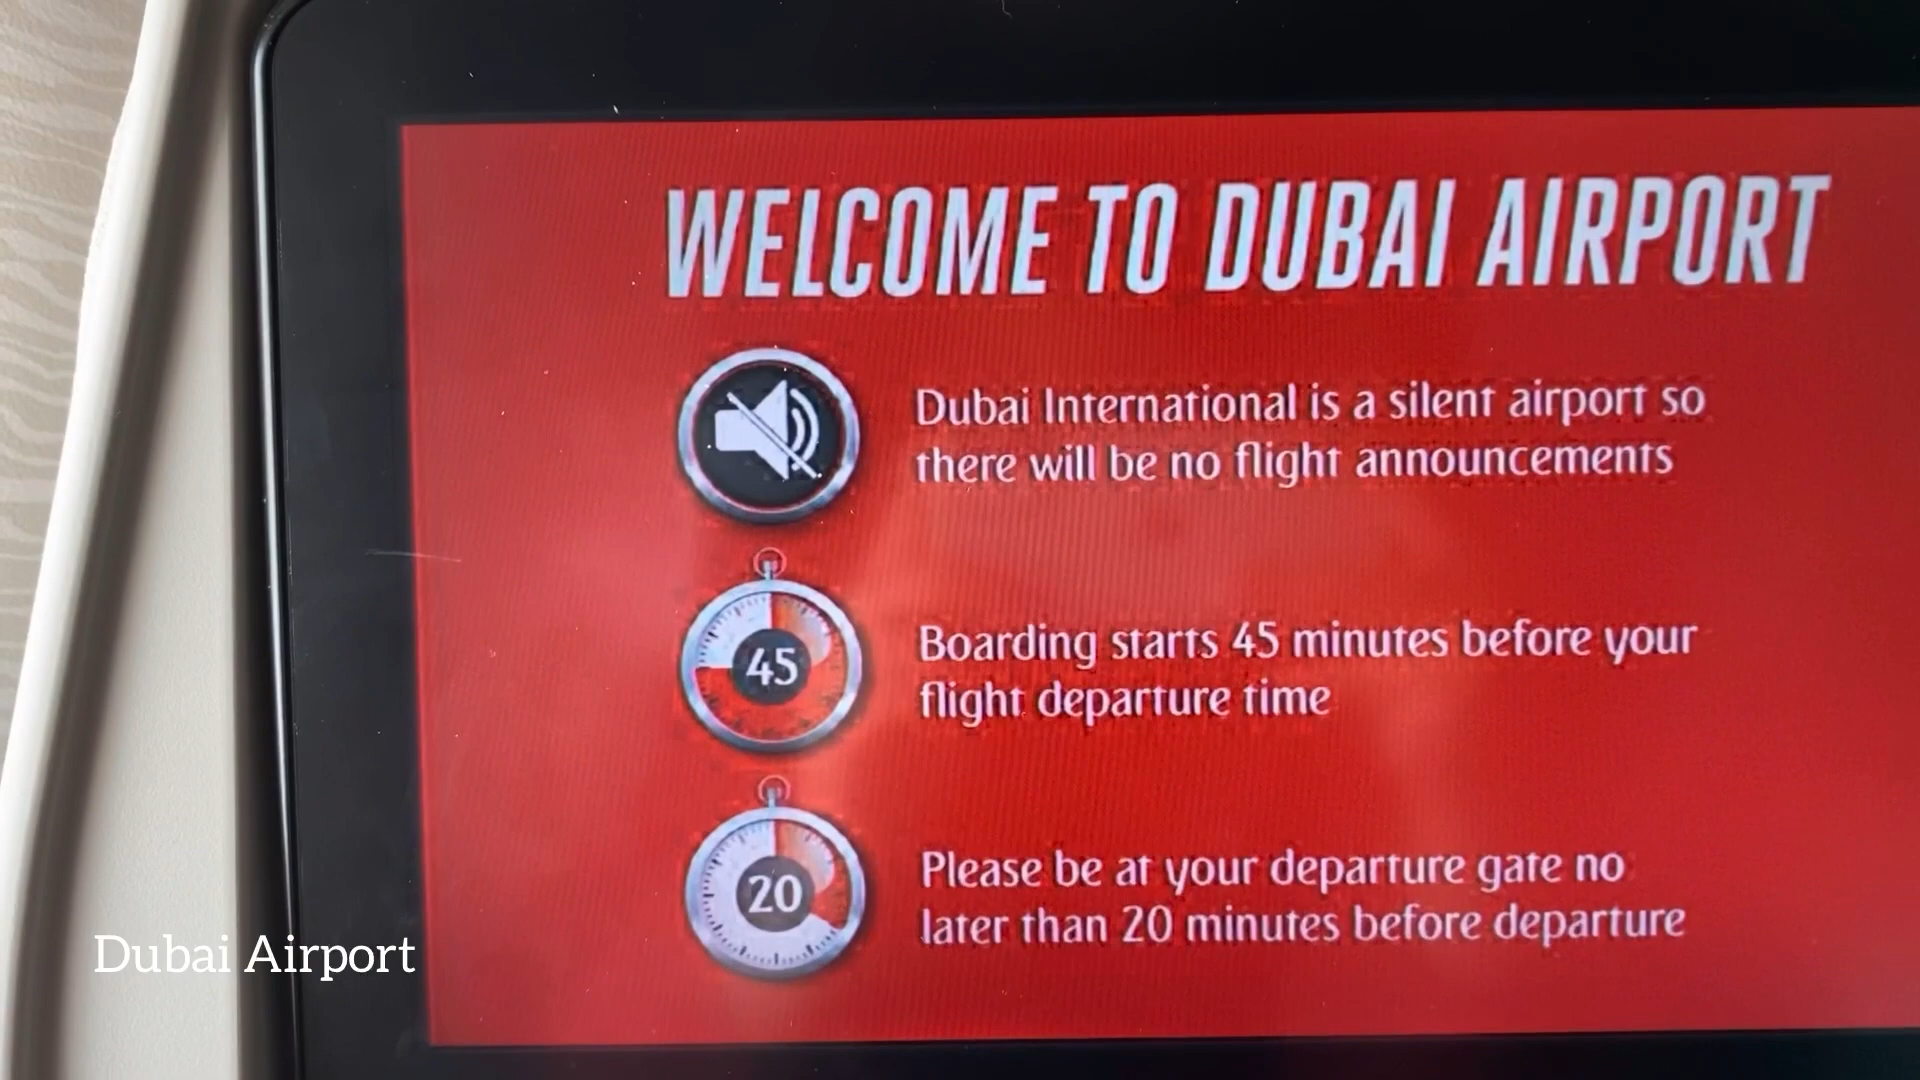 WELCOME TO DUBAI AIRPORT
Dubai International is a silent airport so
there will be no flight announcements
45
Boarding starts 45 minutes before your
flight departure time
20
Please be at your departure gate no
later than 20 minutes before departure
Dubai Airport